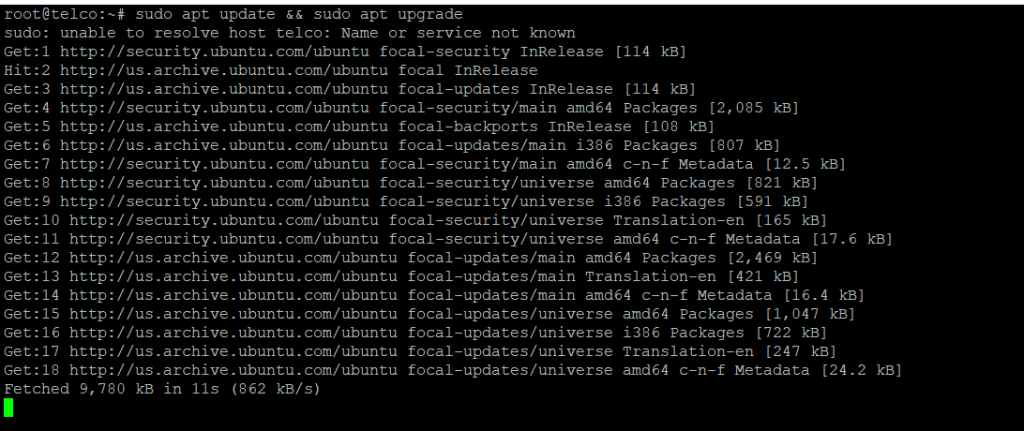 root@telco:~# sudo apt update && sudo apt upgrade
sudo: unable to resolve host telco: Name or service not known
Get:1 http://security.ubuntu.com/ubuntu focal-security InRelease [114 kB]
Hit:2 http://us.archive.ubuntu.com/ubuntu focal InRelease
Get:3 http://us.archive.ubuntu.com/ubuntu focal-updates InRelease [114 kB]
Get:4 http://security.ubuntu.com/ubuntu focal-security/main amd64 Packages [2,085 kB]
Get:5 http://us.archive.ubuntu.com/ubuntu focal-backports InRelease [108 kB]
Get:6 http://us.archive.ubuntu.com/ubuntu focal-updates/main i386 Packages [807 kB]
Get:7 http://security.ubuntu.com/ubuntu focal-security/main amd64 c-n-f Metadata [12.5 kB]
Get:8 http://security.ubuntu.com/ubuntu focal-security/universe amd64 Packages [821 kB]
Get:9 http://security.ubuntu.com/ubuntu focal-security/universe i386 Packages [591 kB]
Get:10 http://security.ubuntu.com/ubuntu focal-security/universe Translation-en [165 kB]
Get:11 http://security.ubuntu.com/ubuntu focal-security/universe amd64 c-n-f Metadata [17.6 kB]
Get:12 http://us.archive.ubuntu.com/ubuntu focal-updates/main amd64 Packages [2,469 kB]
Get:13 http://us.archive.ubuntu.com/ubuntu focal-updates/main Translation-en [421 kB]
Get:14 http://us.archive.ubuntu.com/ubuntu focal-updates/main amd64 c-n-f Metadata [16.4 kB]
Get:15 http://us.archive.ubuntu.com/ubuntu focal-updates/universe amd64 Packages [1,047 kB]
Get:16 http://us.archive.ubuntu.com/ubuntu focal-updates/universe i386 Packages [722 kB]
Get:17 http://us.archive.ubuntu.com/ubuntu focal-updates/universe Translation-en [247 kB]
Get:18 http://us.archive.ubuntu.com/ubuntu focal-updates/universe amd64 c-n-f Metadata [24.2 kB]
Fetched 9,780 kB in 11s (862 kB/s)